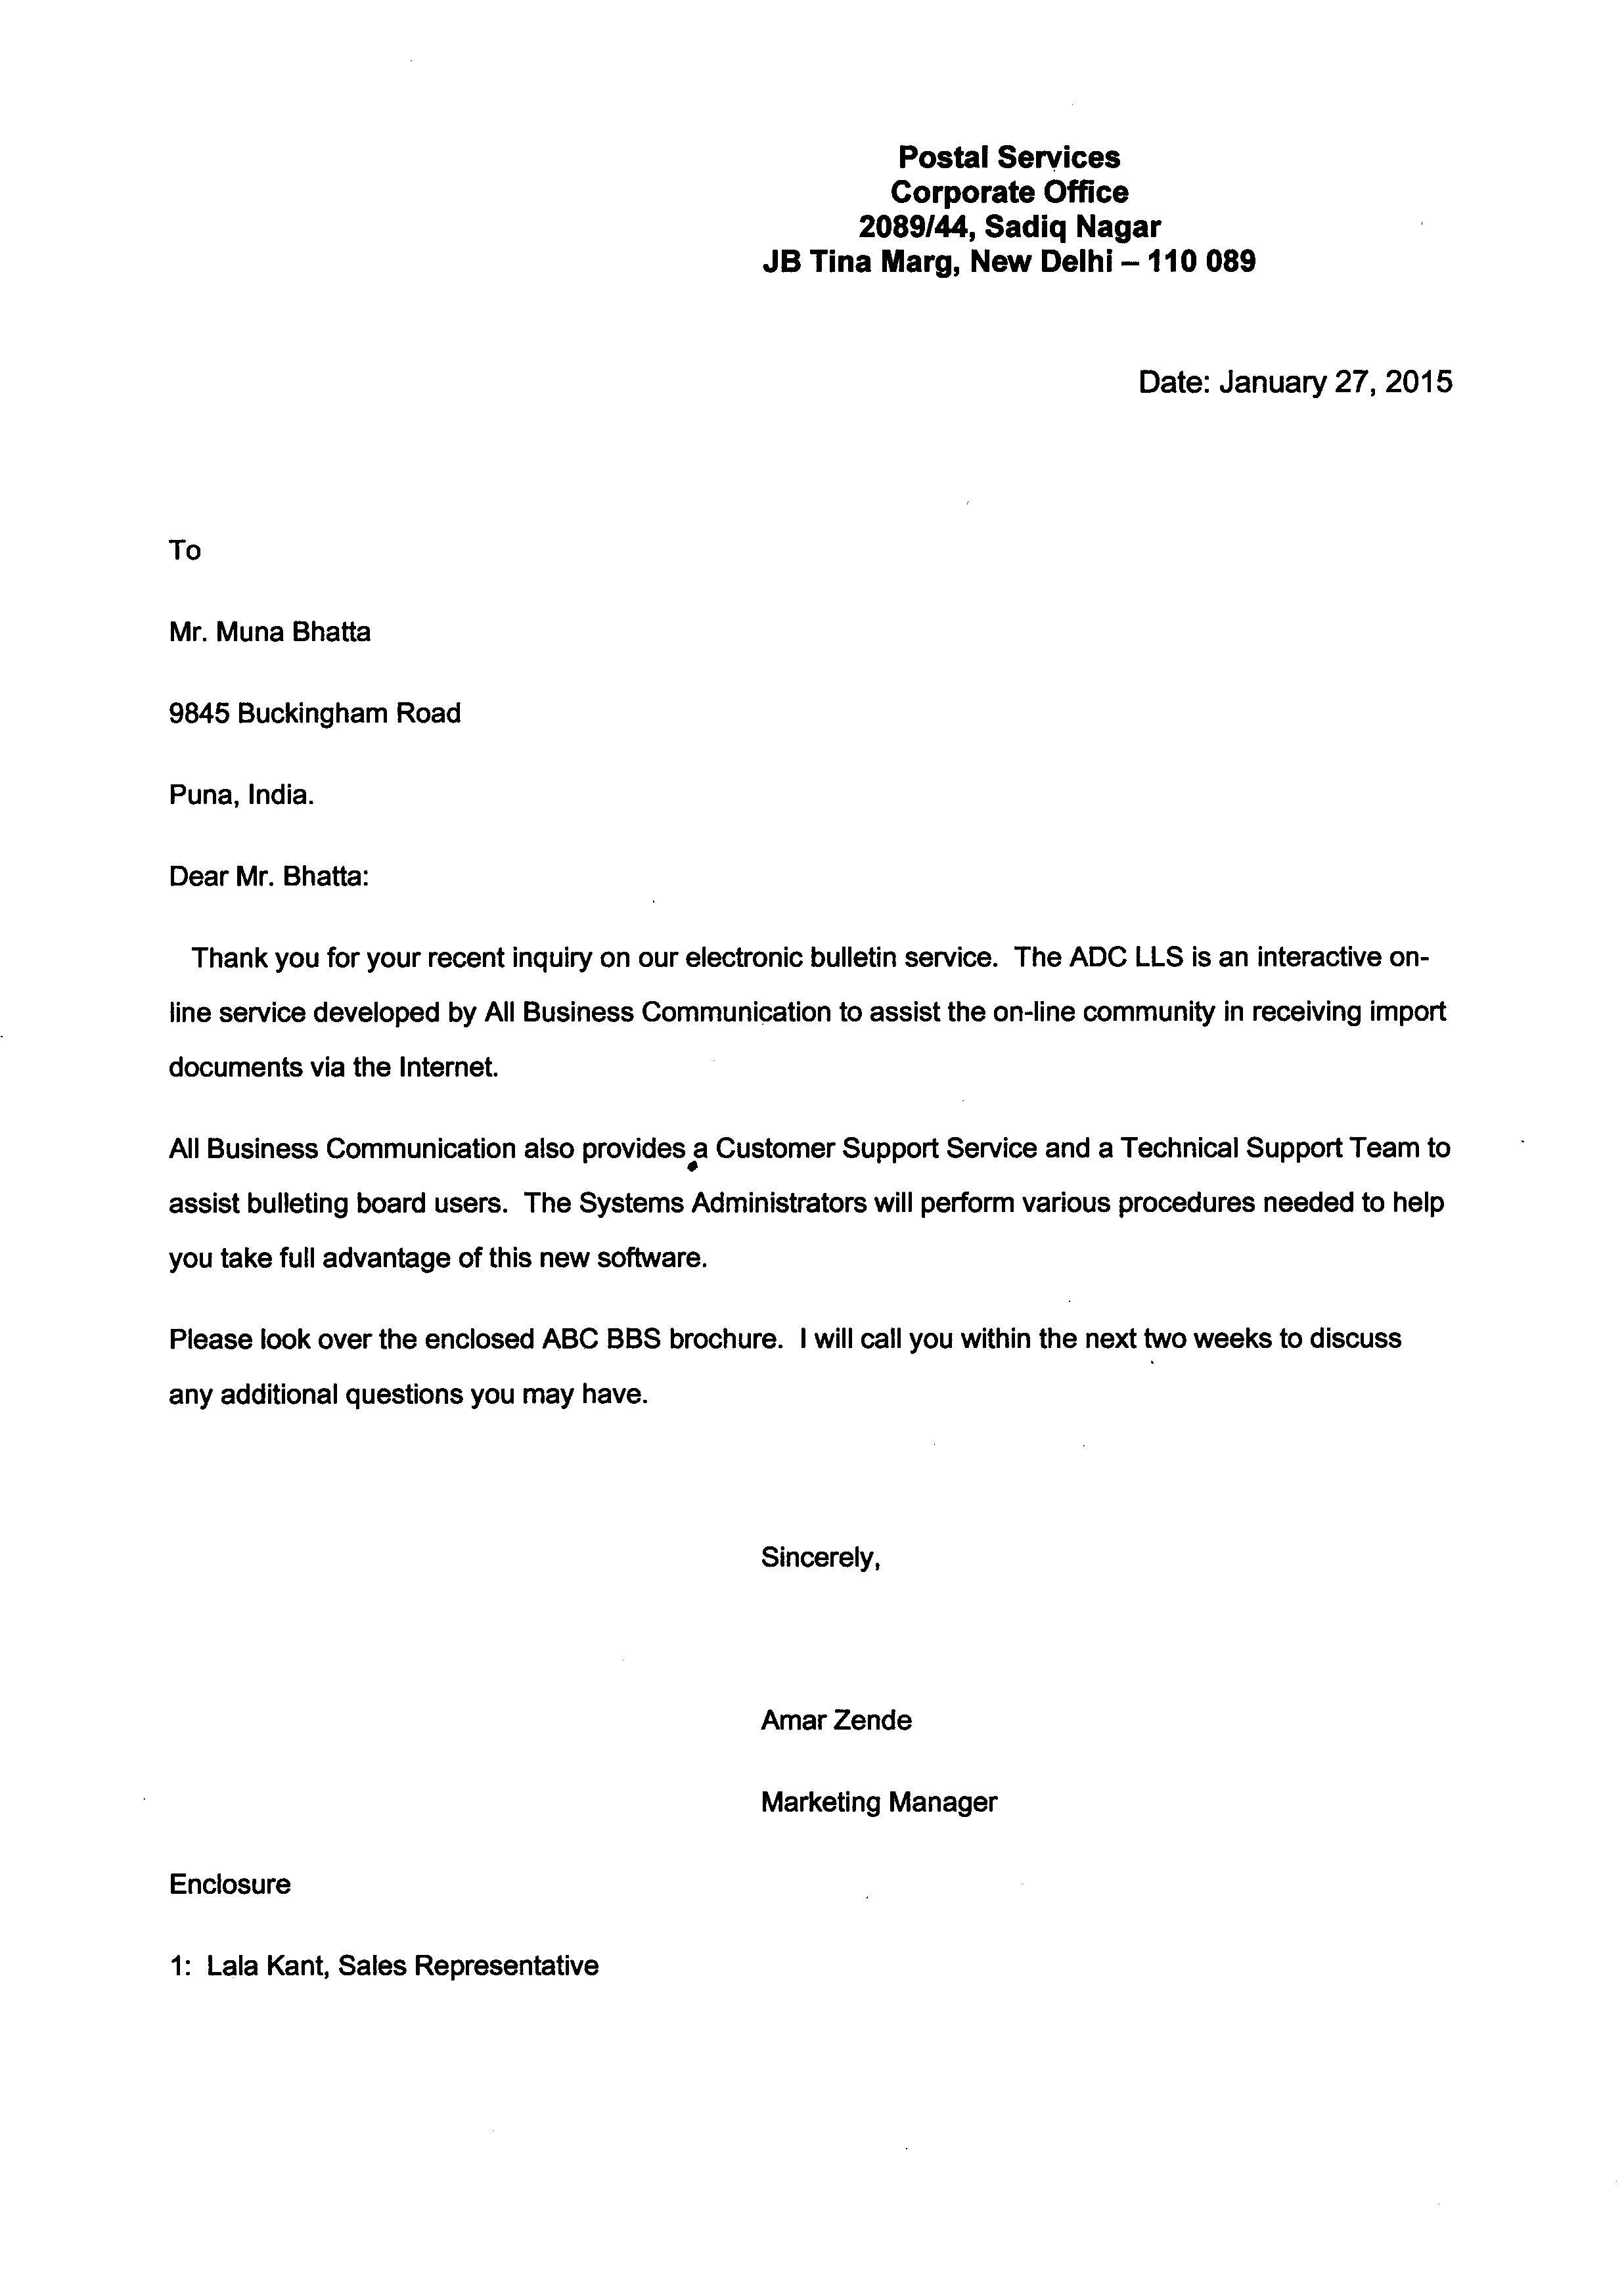 Postal Services
Corporate Office
2089/44, Sadiq Nagar
JB Tina Marg, New Delhi – 110 089
Date: January 27, 2015
To
Mr. Muna Bhatta
9845 Buckingham Road
Puna, India.
Dear Mr. Bhatta:
Thank you for your recent inquiry on our electronic bulletin service. The ADC LLS is an interactive on-
line service developed by All Business Communication to assist the on-line community in receiving import
documents via the Internet.
All Business Communication also provides a Customer Support Service and a Technical Support Team to
assist bulleting board users. The Systems Administrators will perform various procedures needed to help
you take full advantage of this new software.
Please look over the enclosed ABC BBS brochure. I will call you within the next two weeks to discuss
any additional questions you may have.
Sincerely,
Amar Zende
Marketing Manager
Enclosure
1: Lala Kant, Sales Representative